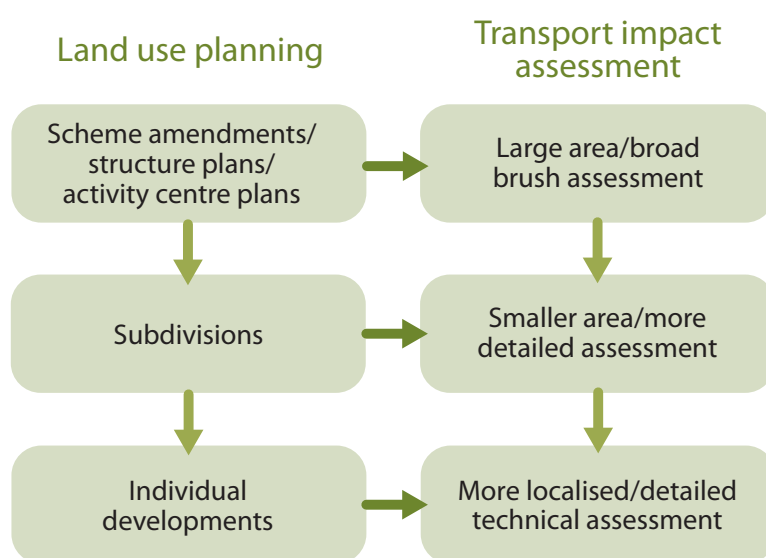 Land use planning
Transport impact
assessment
Scheme amendments/
structure plans/
activity centre plans
Large area/broad
brush assessment
Subdivisions
Smaller area/more
detailed assessment
Individual
developments
More localised/detailed
technical assessment